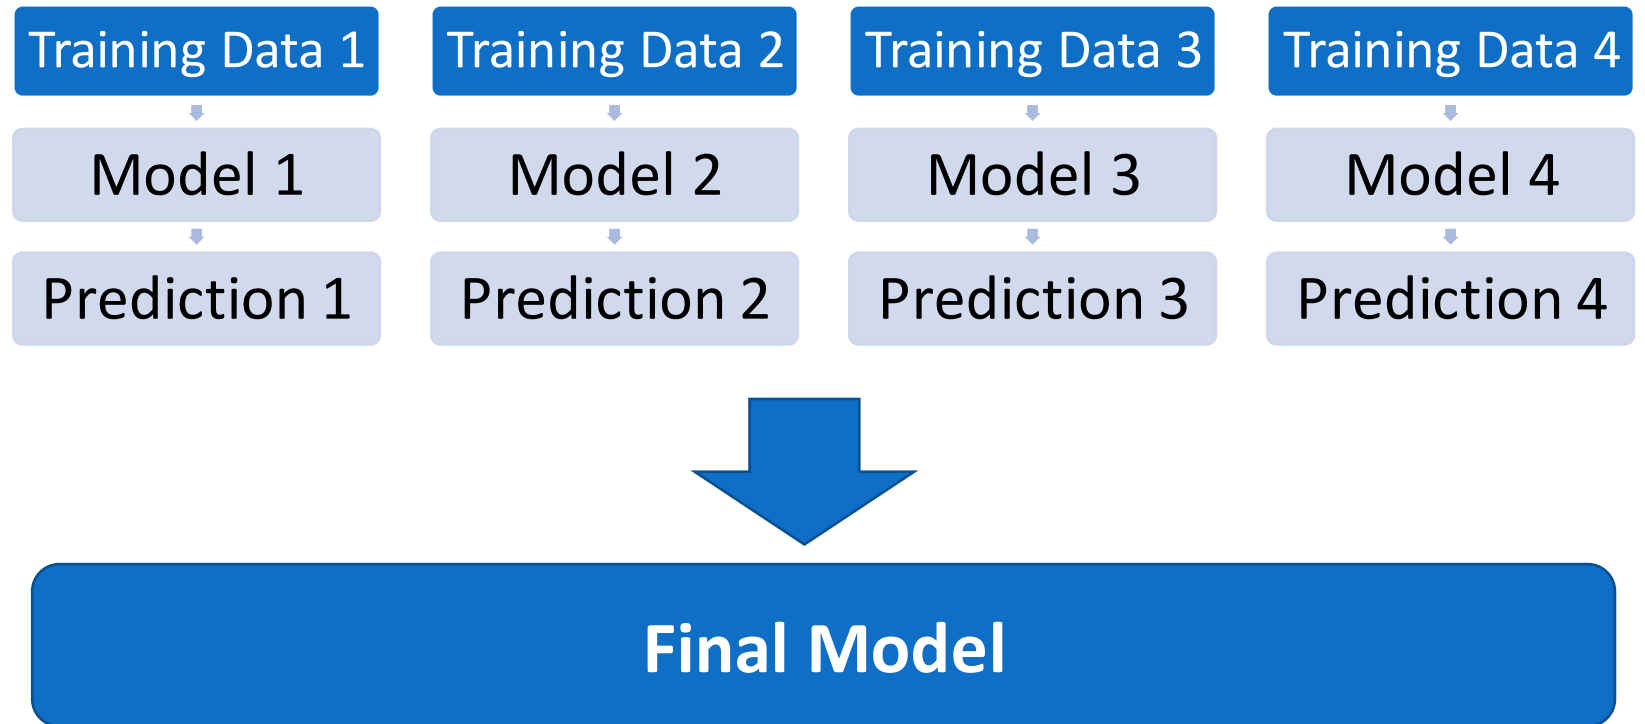 Training Data 1
Training Data 2
Training Data 3
Training Data 4
Model 1
Model 2
Model 3
Model 4
Prediction 1
Prediction 2
Prediction 3
Prediction 4
Final Model